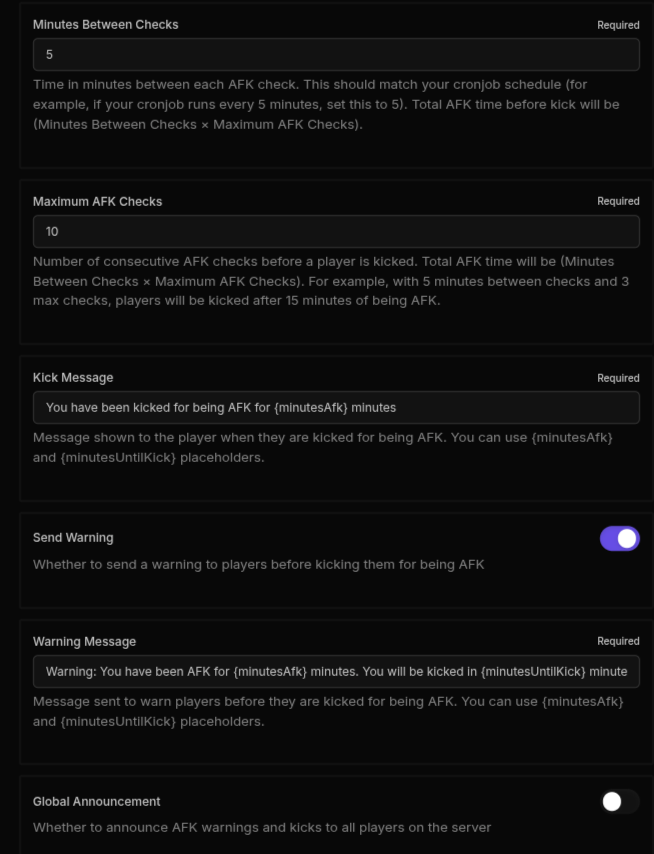 Minutes Between Checks Required
5
Time in minutes between each AFK check. This should match your cronjob schedule (for
example, if your cronjob runs every 5 minutes, set this to 5). Total AFK time before kick will be
(Minutes Between Checks × Maximum AFK Checks).
Maximum AFK Checks Required
10
Number of consecutive AFK checks before a player is kicked. Total AFK time will be (Minutes
Between Checks × Maximum AFK Checks). For example, with 5 minutes between checks and 3
max checks, players will be kicked after 15 minutes of being AFK.
Kick Message Required
You have been kicked for being AFK for {minutesAfk} minutes
Message shown to the player when they are kicked for being AFK. You can use {minutesAfk}
and {minutesUntilKick} placeholders.
Send Warning
Whether to send a warning to players before kicking them for being AFK
Warning Message Required
Warning: You have been AFK for {minutesAfk} minutes. You will be kicked in {minutesUntilKick} minute
Message sent to warn players before they are kicked for being AFK. You can use {minutesAfk}
and {minutesUntilKick} placeholders.
Global Announcement
Whether to announce AFK warnings and kicks to all players on the server